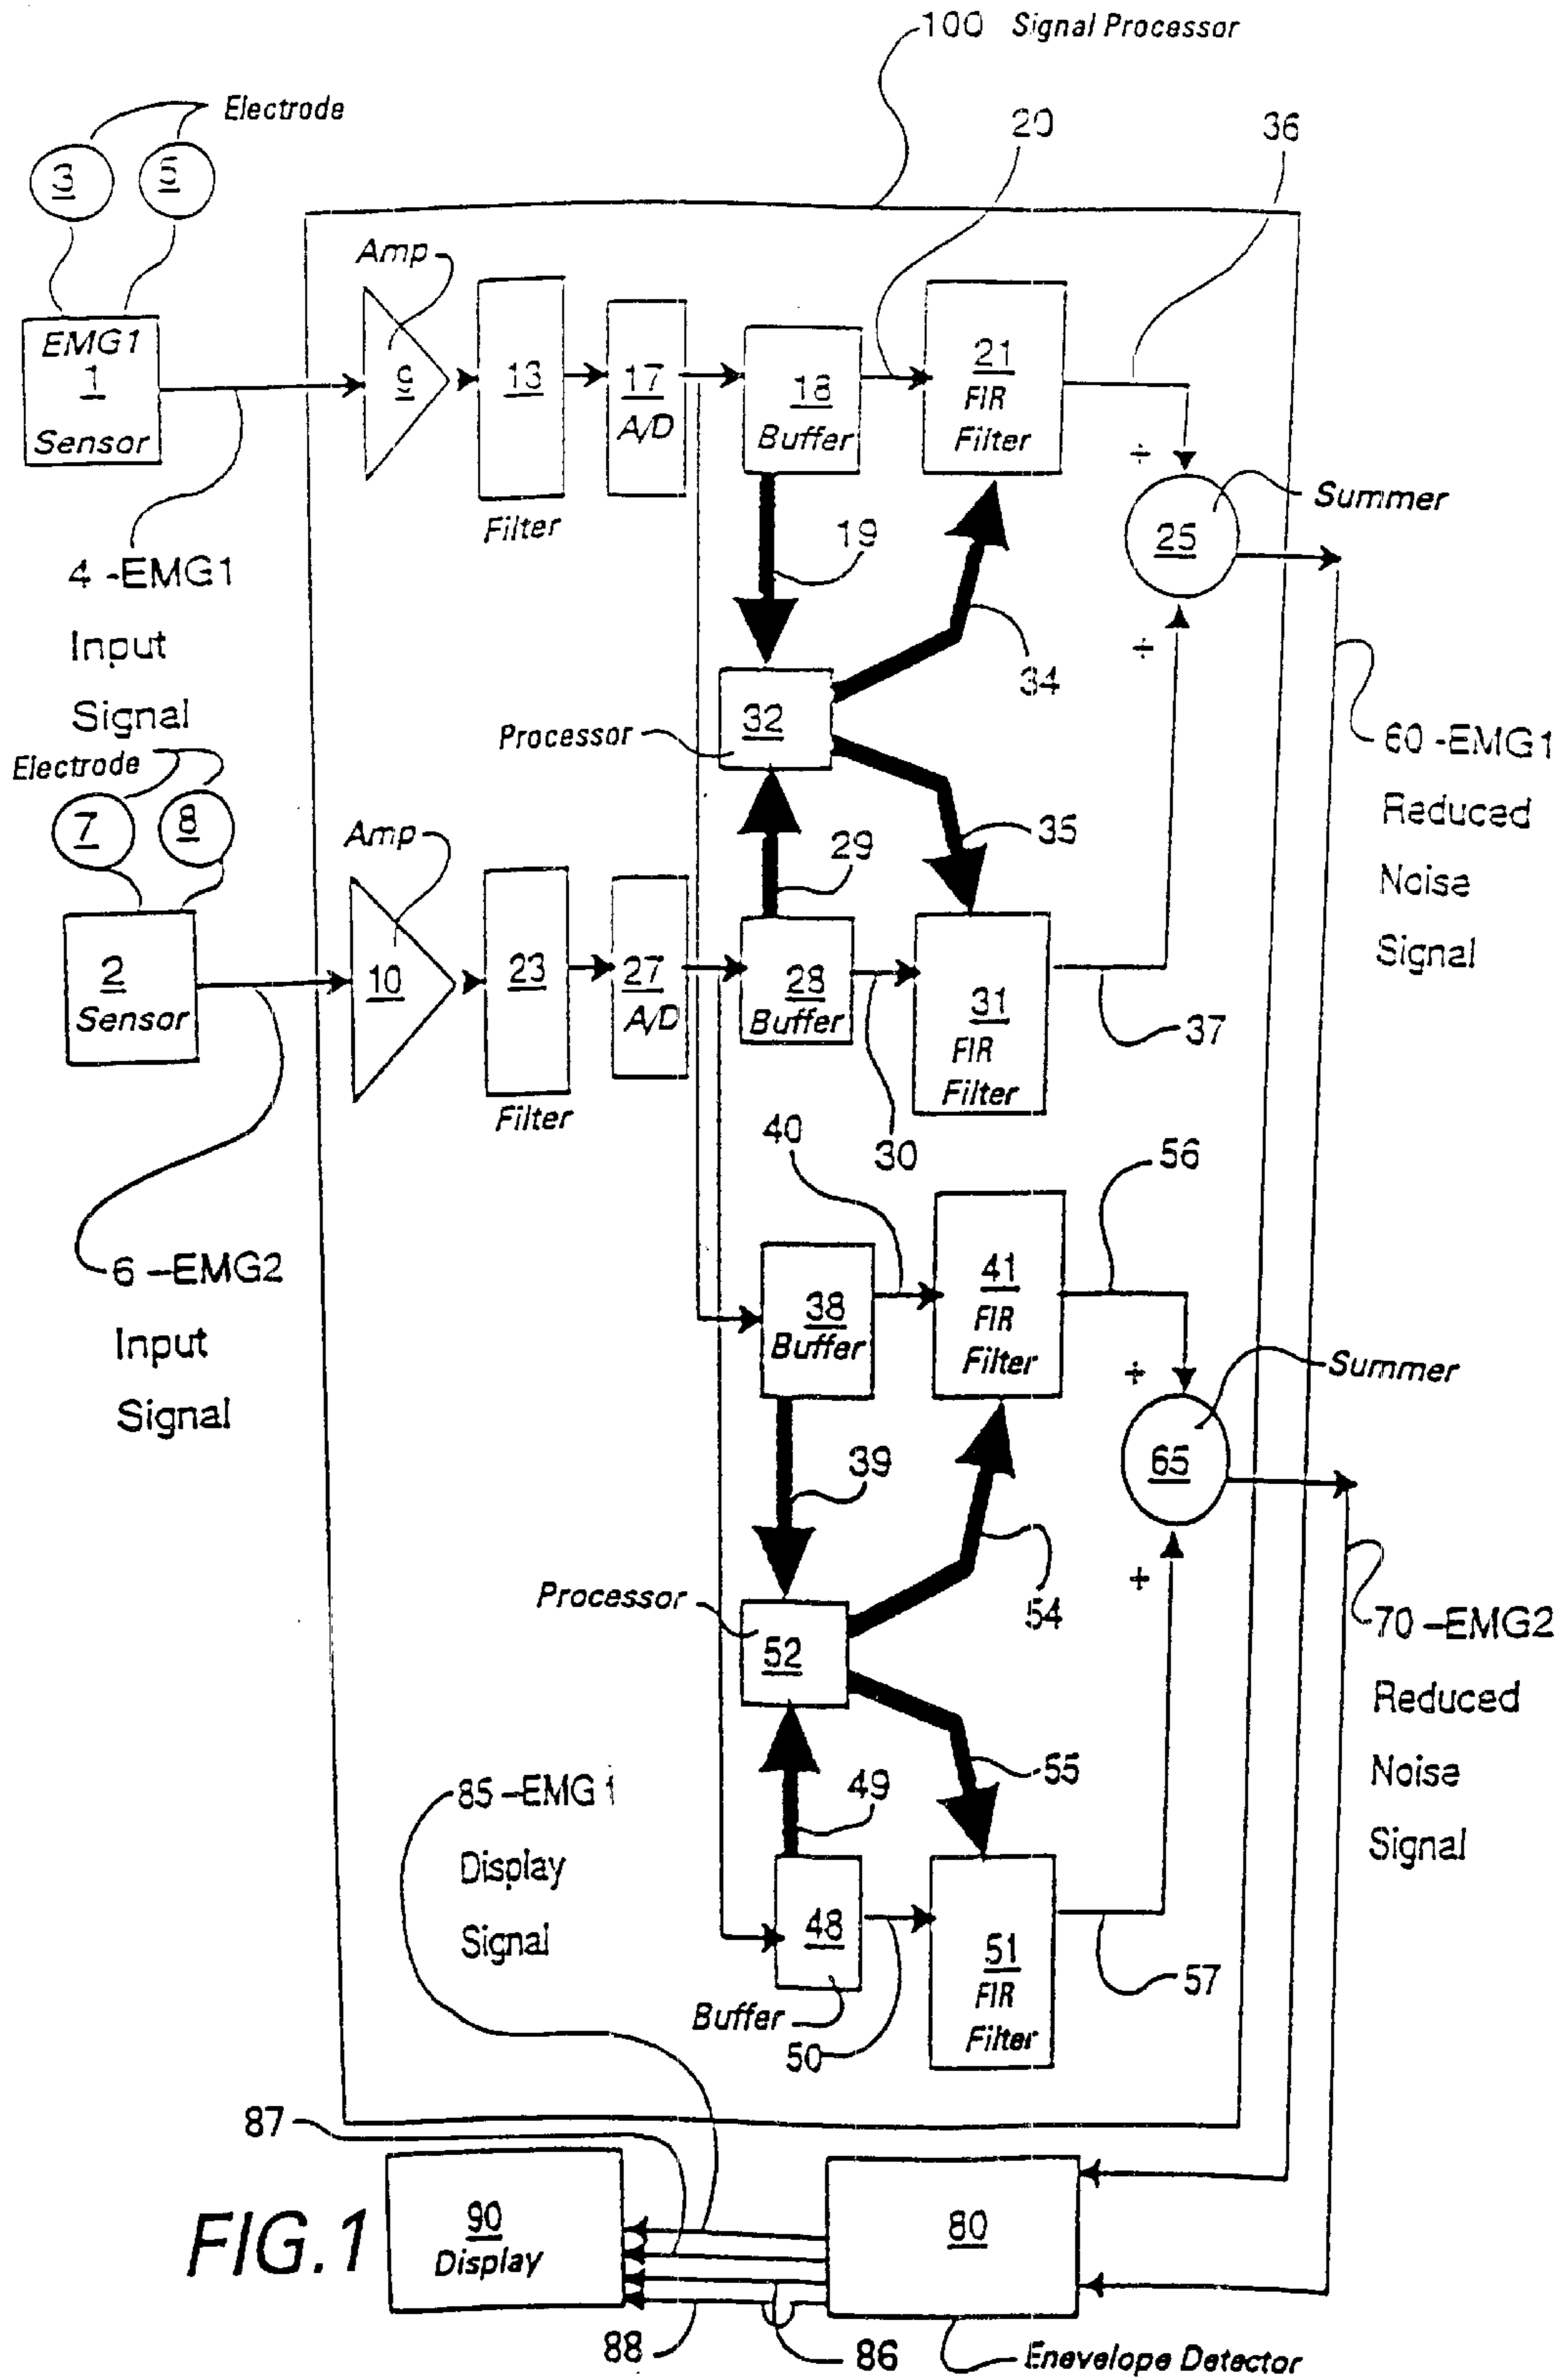 100 Signal Processor
20
36
Electrode
3
5
Amp
EMG1
1
Sensor
9
13
17
A/D
18
Buffer
21
FIR
Filter
÷
Summer
25
Filter
19
4 -EMG1
Input
Signal
34
÷
Processor
32
60 -EMG1
Reduced
Noise
Signal
Electrode
7
8
Amp
29
35
2
Sensor
10
23
27
A/D
28
Buffer
31
FIR
Filter
37
Filter
40
30
56
6 -EMG2
Input
Signal
38
Buffer
41
FIR
Filter
+
Summer
65
39
54
+
Processor
52
70 -EMG2
Reduced
Noise
Signal
85 -EMG1
Display
Signal
49
55
48
Buffer
50
51
FIR
Filter
57
87
FIG.1
90
Display
80
88
86
Enevelope Detector